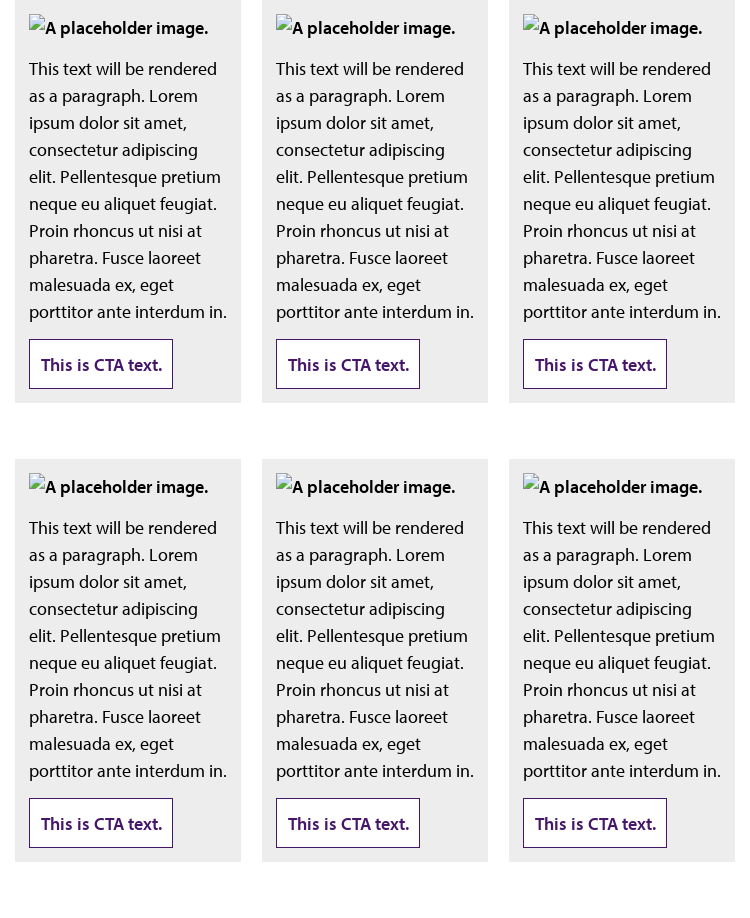 A placeholder image.
This text will be rendered
as a paragraph. Lorem
ipsum dolor sit amet,
consectetur adipiscing
elit. Pellentesque pretium
neque eu aliquet feugiat.
Proin rhoncus ut nisi at
pharetra. Fusce laoreet
malesuada ex, eget
porttitor ante interdum in.
This is CTA text.
A placeholder image.
This text will be rendered
as a paragraph. Lorem
ipsum dolor sit amet,
consectetur adipiscing
elit. Pellentesque pretium
neque eu aliquet feugiat.
Proin rhoncus ut nisi at
pharetra. Fusce laoreet
malesuada ex, eget
porttitor ante interdum in.
This is CTA text.
A placeholder image.
This text will be rendered
as a paragraph. Lorem
ipsum dolor sit amet,
consectetur adipiscing
elit. Pellentesque pretium
neque eu aliquet feugiat.
Proin rhoncus ut nisi at
pharetra. Fusce laoreet
malesuada ex, eget
porttitor ante interdum in.
This is CTA text.
A placeholder image.
This text will be rendered
as a paragraph. Lorem
ipsum dolor sit amet,
consectetur adipiscing
elit. Pellentesque pretium
neque eu aliquet feugiat.
Proin rhoncus ut nisi at
pharetra. Fusce laoreet
malesuada ex, eget
porttitor ante interdum in.
This is CTA text.
A placeholder image.
This text will be rendered
as a paragraph. Lorem
ipsum dolor sit amet,
consectetur adipiscing
elit. Pellentesque pretium
neque eu aliquet feugiat.
Proin rhoncus ut nisi at
pharetra. Fusce laoreet
malesuada ex, eget
porttitor ante interdum in.
This is CTA text.
A placeholder image.
This text will be rendered
as a paragraph. Lorem
ipsum dolor sit amet,
consectetur adipiscing
elit. Pellentesque pretium
neque eu aliquet feugiat.
Proin rhoncus ut nisi at
pharetra. Fusce laoreet
malesuada ex, eget
porttitor ante interdum in.
This is CTA text.